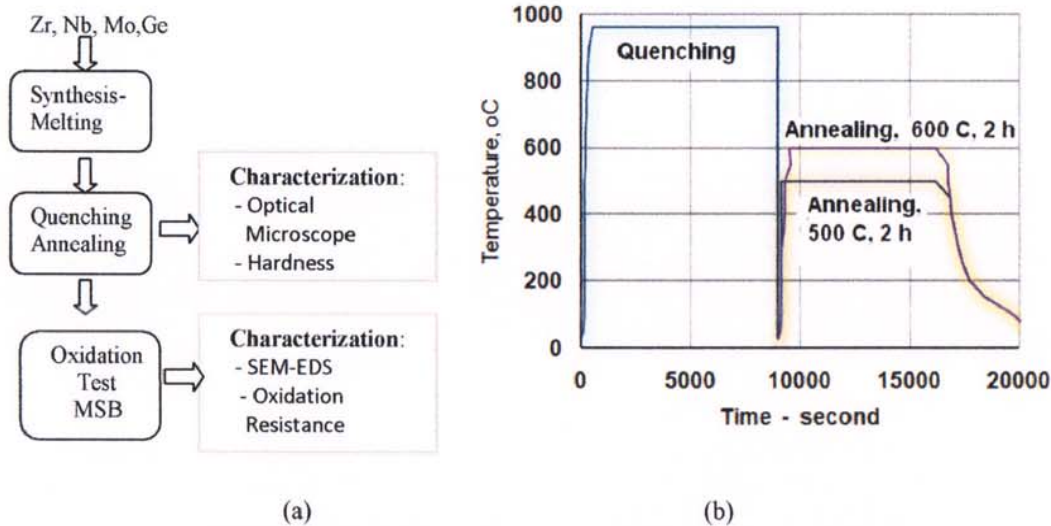 Zr, Nb, Mo,Ge
Synthesis-
Melting
Quenching
Annealing
Characterization:
- Optical
Microscope
- Hardness
Oxidation
Test
MSB
Characterization:
- SEM-EDS
- Oxidation
Resistance
(a)
1000
800
600
400
200
0
Temperature, oC
Quenching
Annealing. 600 C, 2 h
Annealing.
500 C, 2 h
0 5000 10000 15000 20000
Time - second
(b)